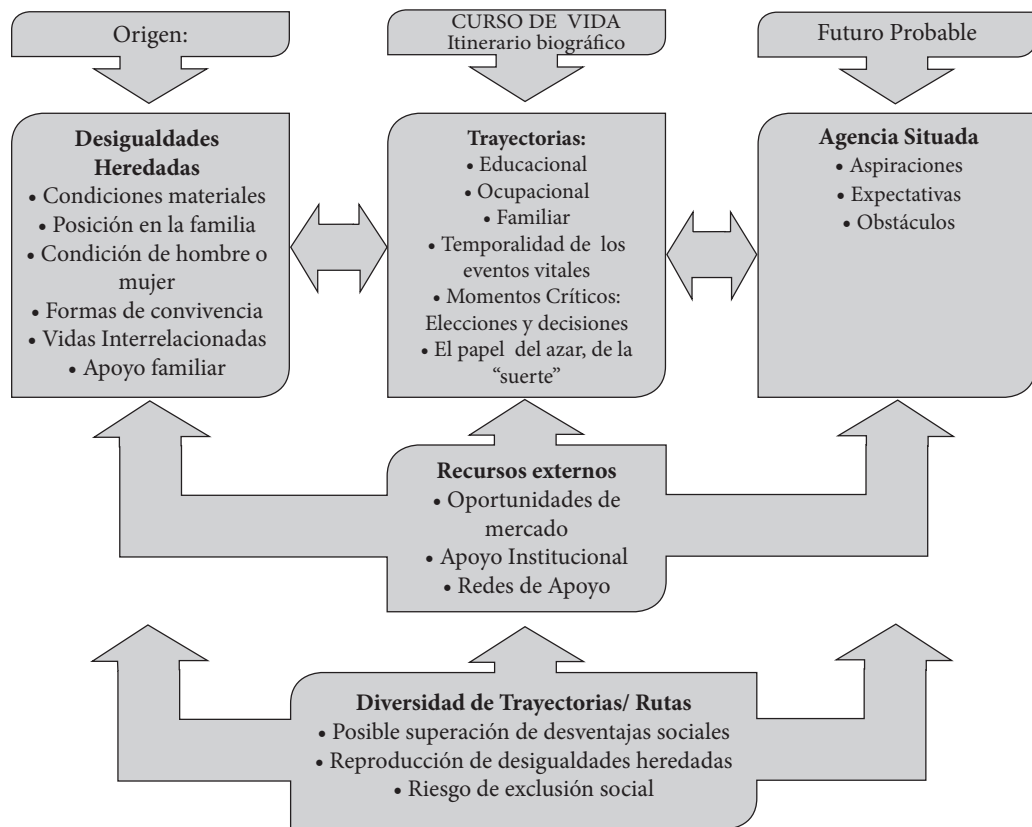 Origen:
CURSO DE VIDA
Itinerario biográfico
Futuro Probable
Desigualdades
Heredadas
• Condiciones materiales
• Posición en la familia
• Condición de hombre o
mujer
• Formas de convivencia
• Vidas Interrelacionadas
• Apoyo familiar
Trayectorias:
• Educacional
• Ocupacional
• Familiar
• Temporalidad de los
eventos vitales
• Momentos Críticos:
Elecciones y decisiones
• El papel del azar, de la
“suerte”
Agencia Situada
• Aspiraciones
• Expectativas
• Obstáculos
Recursos externos
• Oportunidades de
mercado
• Apoyo Institucional
• Redes de Apoyo
Diversidad de Trayectorias/ Rutas
• Posible superación de desventajas sociales
• Reproducción de desigualdades heredadas
• Riesgo de exclusión social